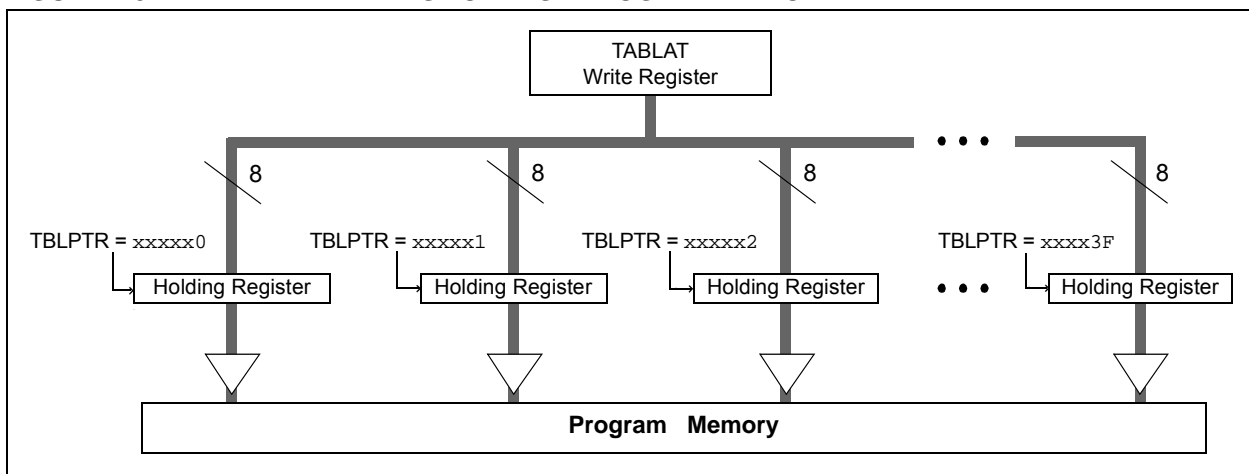 TABLAT
Write Register
8 8 8 8
TBLPTR = xxxxx0 TBLPTR = xxxxx1 TBLPTR = xxxxx2 TBLPTR = xxxx3F
Holding Register Holding Register Holding Register Holding Register
Program Memory